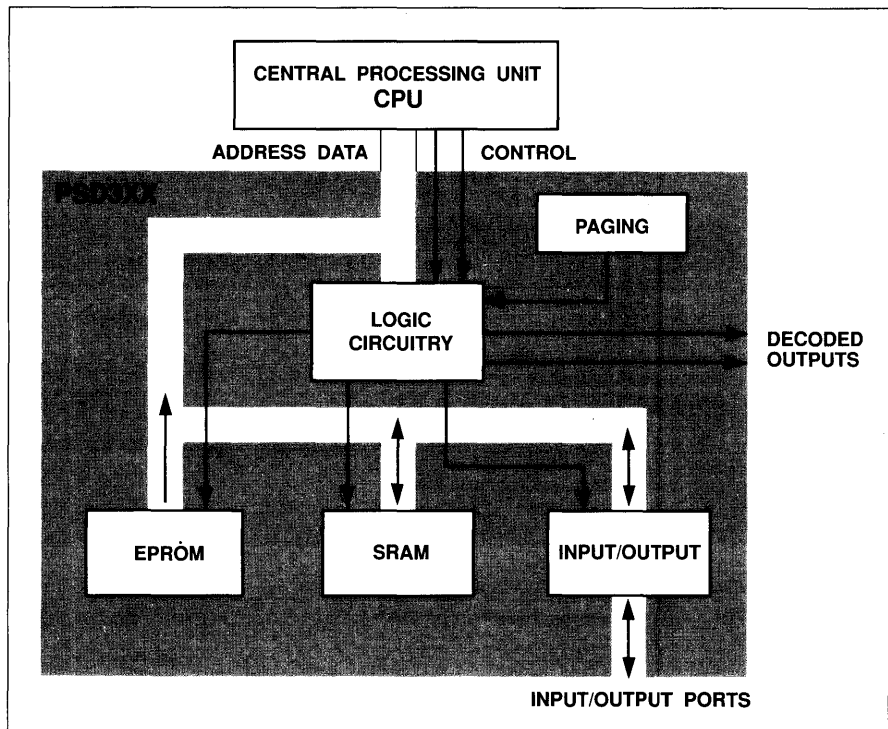 CENTRAL PROCESSING UNIT
CPU
ADDRESS DATA
CONTROL
PSD3XX
PAGING
LOGIC
CIRCUITRY
DECODED
OUTPUTS
EPROM
SRAM
INPUT/OUTPUT
INPUT/OUTPUT PORTS